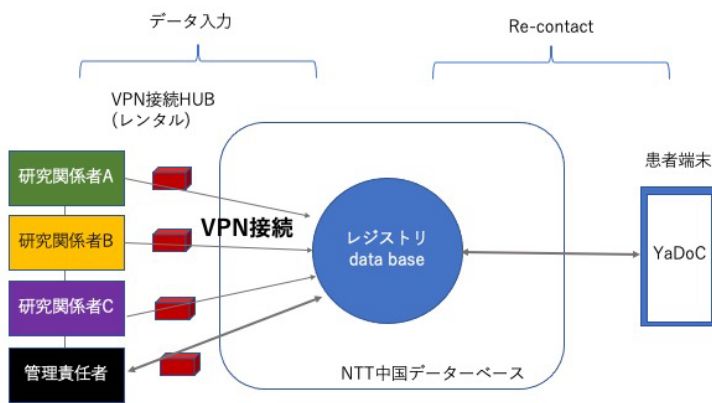 データ入力
Re-contact
VPN接続HUB
(レンタル)
患者端末
研究関係者A
研究関係者B
研究関係者C
管理責任者
VPN接続
レジストリ
data base
YaDoC
NTT中国データーベース